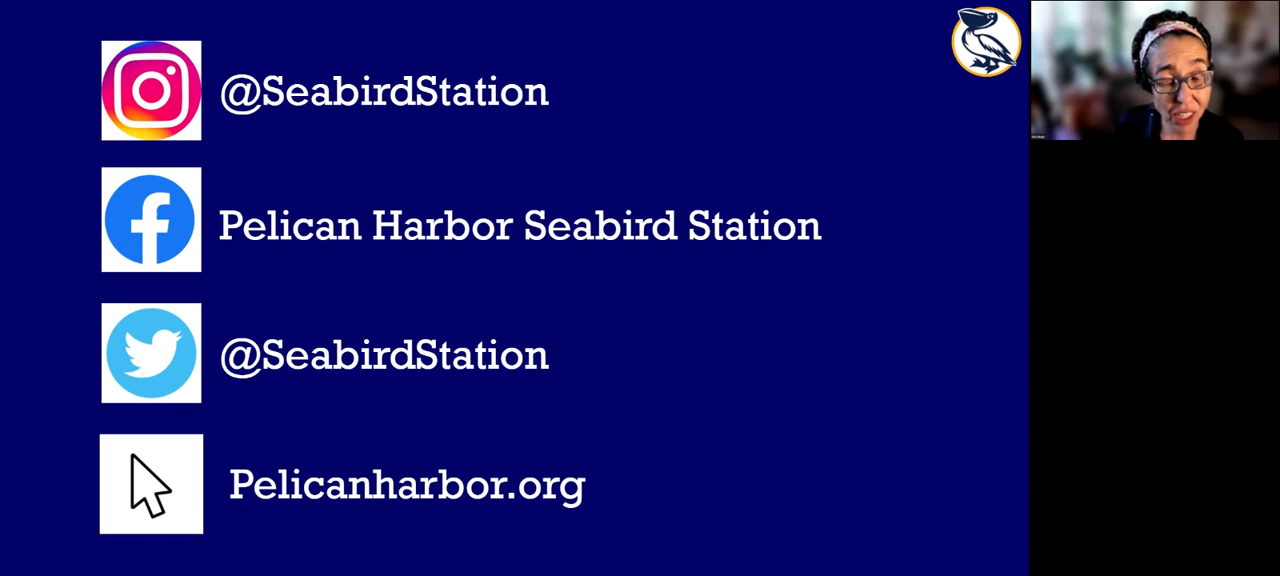 @SeabirdStation
Pelican Harbor Seabird Station
@SeabirdStation
Pelicanharbor.org